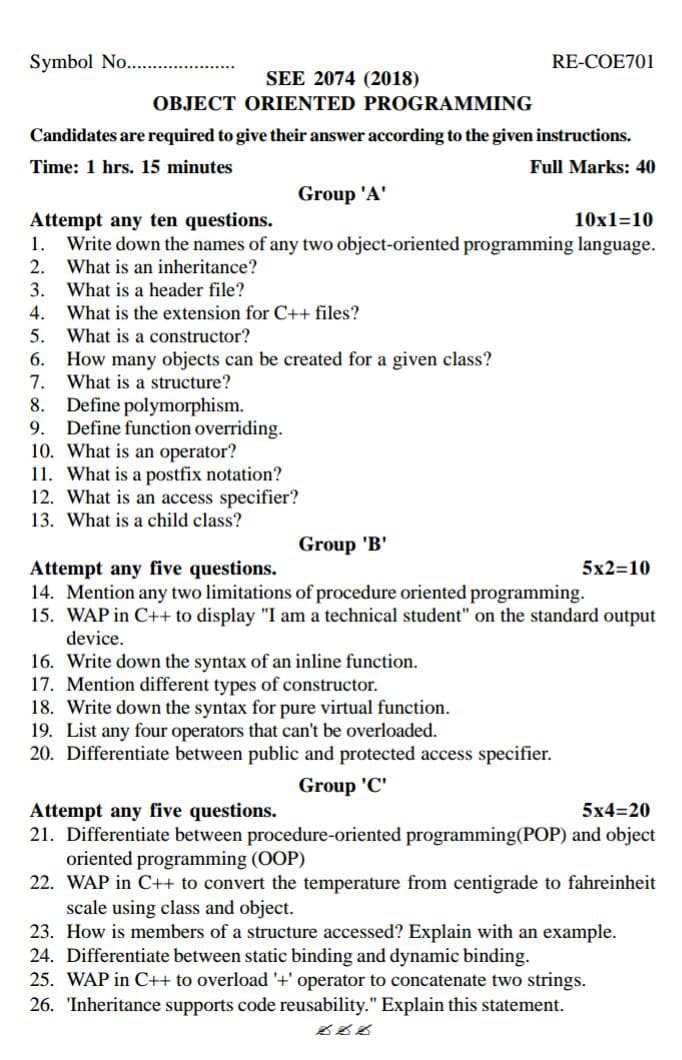 Symbol No..................... RE-COE701
SEE 2074 (2018)
OBJECT ORIENTED PROGRAMMING
Candidates are required to give their answer according to the given instructions.
Time: 1 hrs. 15 minutes Full Marks: 40
Group 'A'
Attempt any ten questions. 10x1=10
1. Write down the names of any two object-oriented programming language.
2. What is an inheritance?
3. What is a header file?
4. What is the extension for C++ files?
5. What is a constructor?
6. How many objects can be created for a given class?
7. What is a structure?
8. Define polymorphism.
9. Define function overriding.
10. What is an operator?
11. What is a postfix notation?
12. What is an access specifier?
13. What is a child class?
Group 'B'
Attempt any five questions. 5x2=10
14. Mention any two limitations of procedure oriented programming.
15. WAP in C++ to display "I am a technical student" on the standard output
device.
16. Write down the syntax of an inline function.
17. Mention different types of constructor.
18. Write down the syntax for pure virtual function.
19. List any four operators that can't be overloaded.
20. Differentiate between public and protected access specifier.
Group 'C'
Attempt any five questions. 5x4=20
21. Differentiate between procedure-oriented programming(POP) and object
oriented programming (OOP)
22. WAP in C++ to convert the temperature from centigrade to fahreinheit
scale using class and object.
23. How is members of a structure accessed? Explain with an example.
24. Differentiate between static binding and dynamic binding.
25. WAP in C++ to overload '+' operator to concatenate two strings.
26. 'Inheritance supports code reusability." Explain this statement.